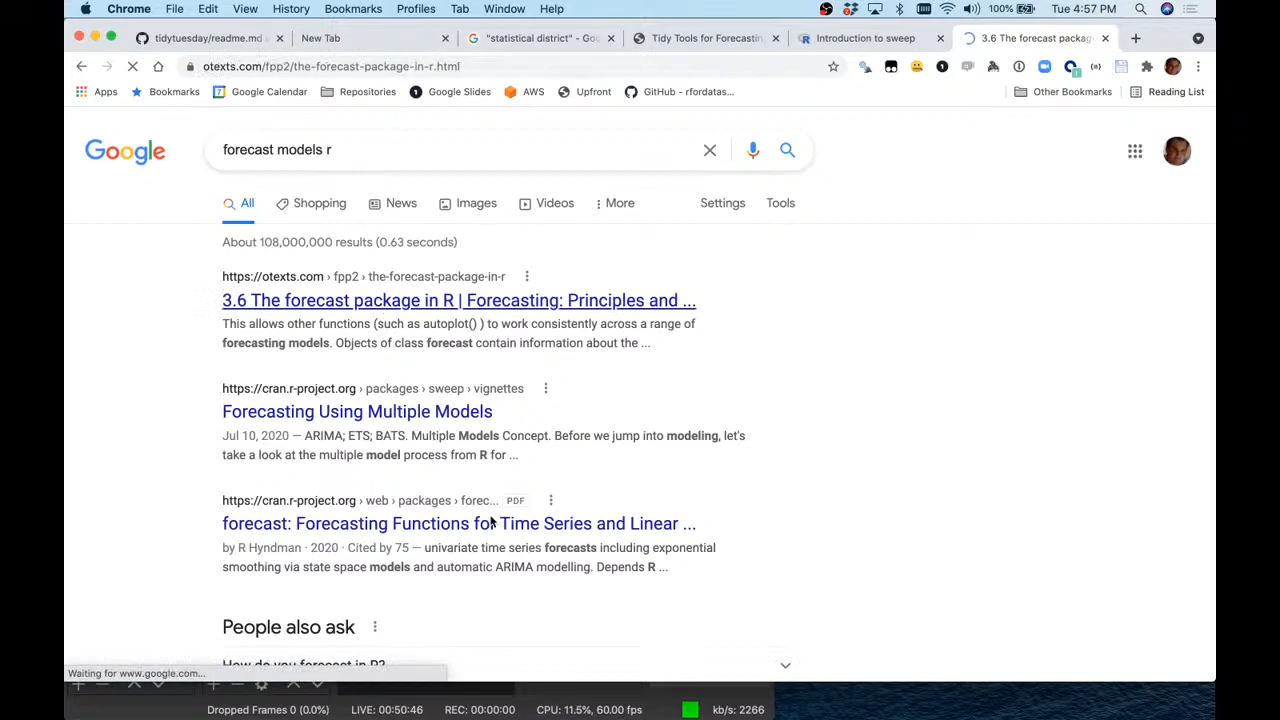 Chrome File Edit View History Bookmarks Profiles Tab Window Help 100% Tue 4:57 PM
tidytuesday/readme.md New Tab "statistical district" - Go Tidy Tools for Forecasting Introduction to sweep 3.6 The forecast packag
otexts.com/fpp2/the-forecast-package-in-r.html
Apps Bookmarks Google Calendar Repositories Google Slides AWS Upfront GitHub - rfordatas... Other Bookmarks Reading List
Google forecast models r
All Shopping News Images Videos More Settings Tools
About 108,000,000 results (0.63 seconds)
https://otexts.com › fpp2 › the-forecast-package-in-r
3.6 The forecast package in R | Forecasting: Principles and ...
This allows other functions (such as autoplot() ) to work consistently across a range of
forecasting models. Objects of class forecast contain information about the ...
https://cran.r-project.org › packages › sweep › vignettes
Forecasting Using Multiple Models
Jul 10, 2020 — ARIMA; ETS; BATS. Multiple Models Concept. Before we jump into modeling, let's
take a look at the multiple model process from R for ...
https://cran.r-project.org › web › packages › forec... PDF
forecast: Forecasting Functions for Time Series and Linear ...
by R Hyndman · 2020 · Cited by 75 — univariate time series forecasts including exponential
smoothing via state space models and automatic ARIMA modelling. Depends R ...
People also ask
How do you forecast in R?
Waiting for www.google.com...
Dropped Frames 0 (0.0%) LIVE: 00:50:46 REC: 00:00:00 CPU: 11.5%, 60.00 fps kb/s: 2266